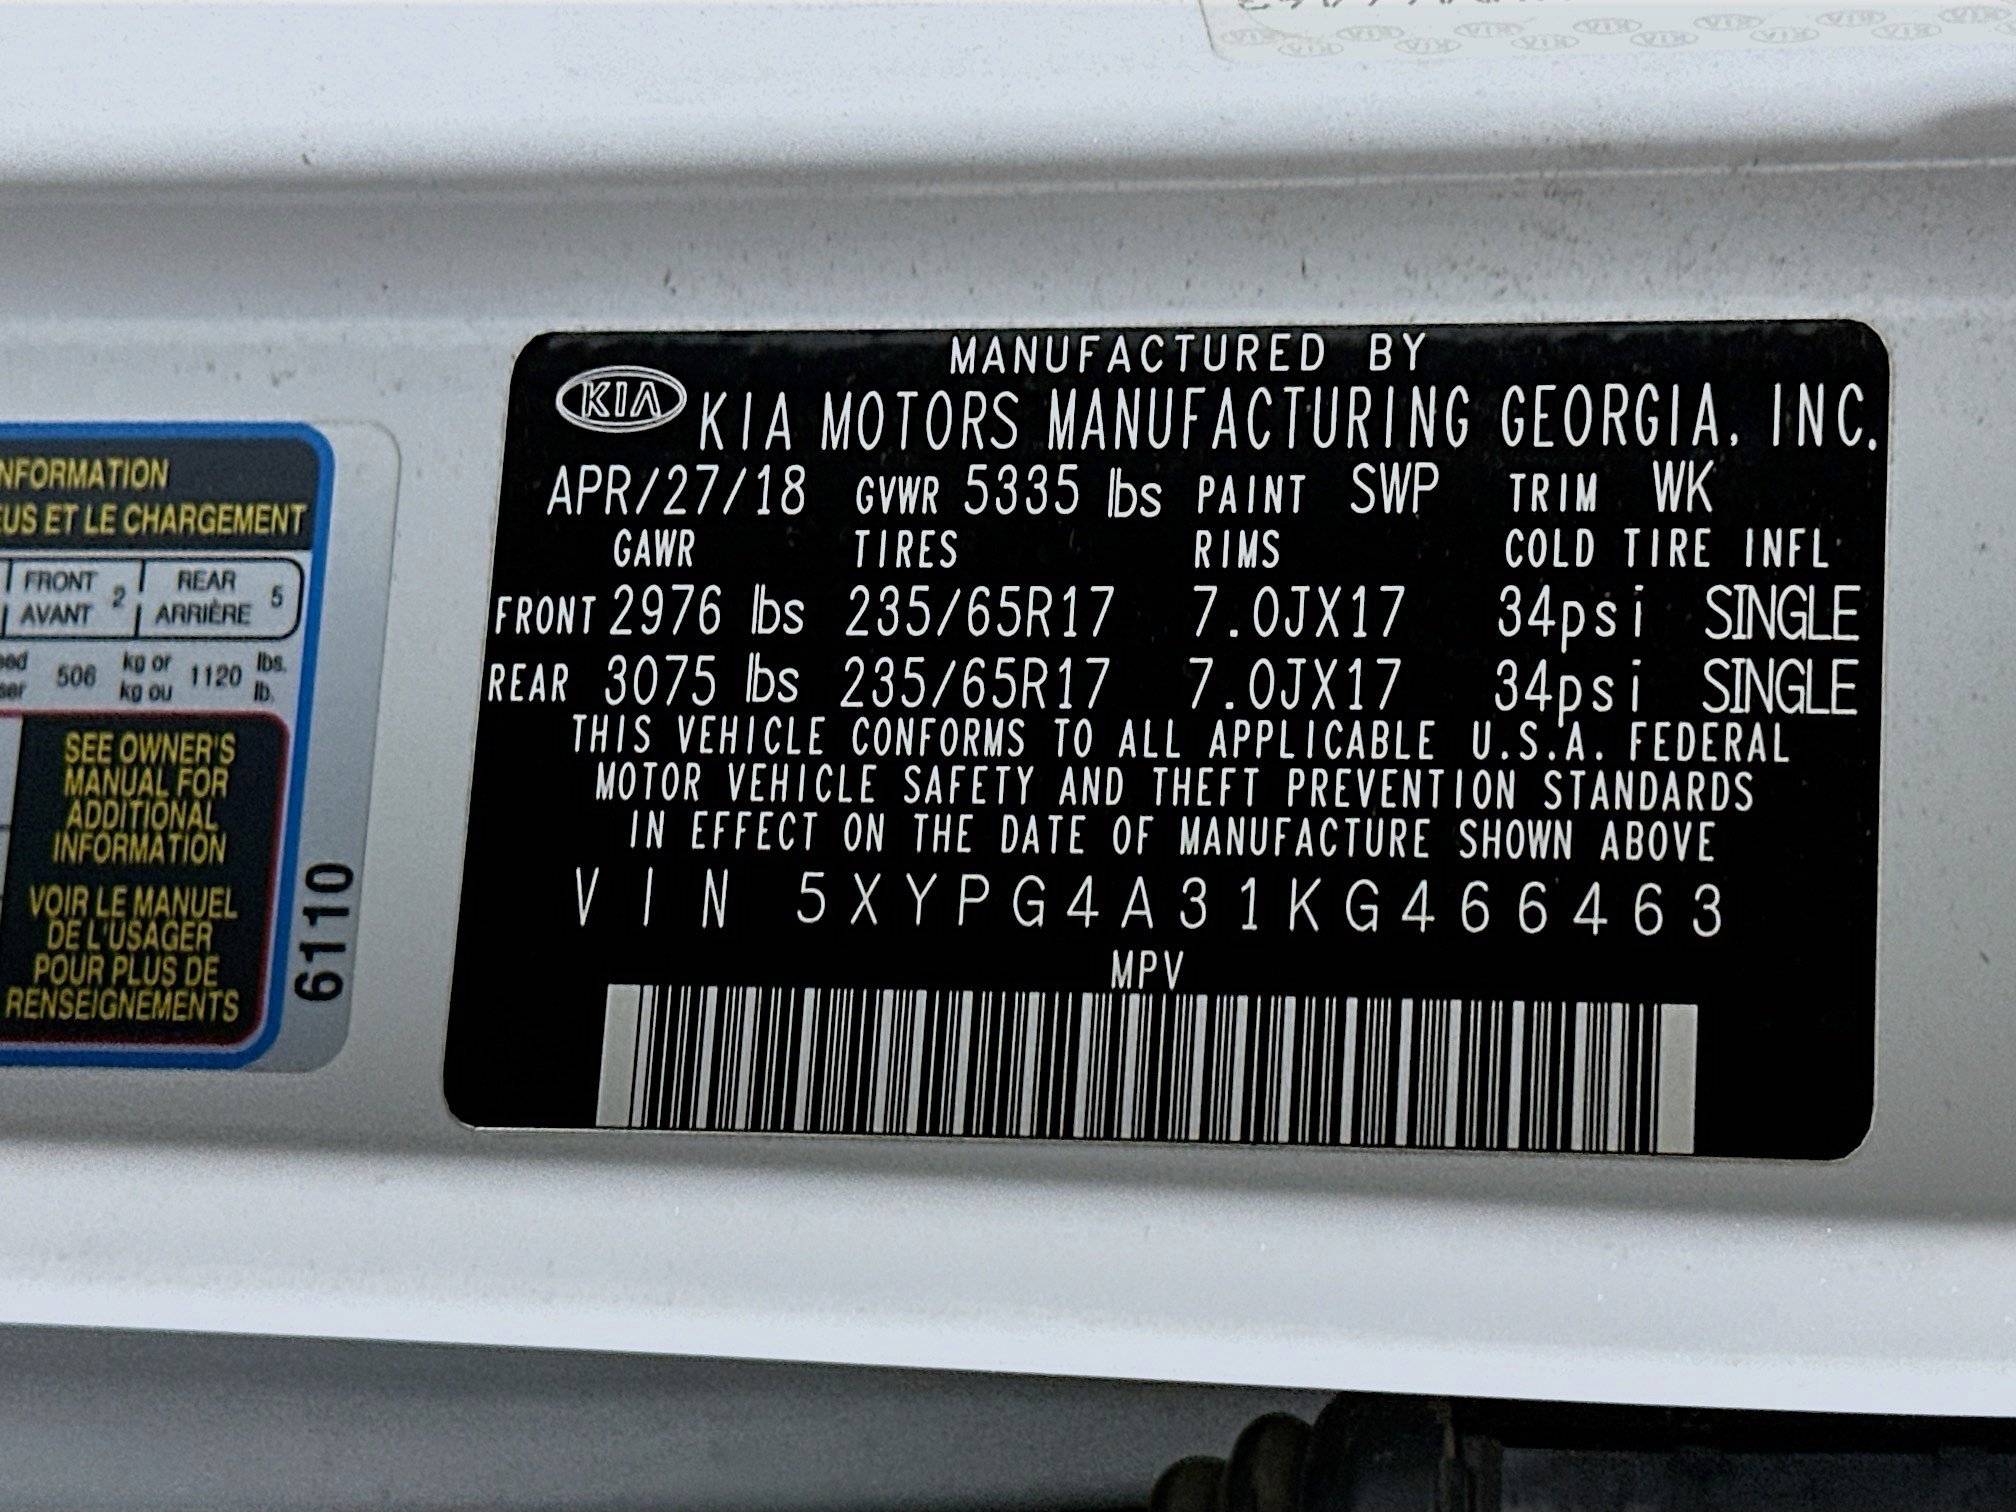 NFORMATION
EUS ET LE CHARGEMENT
FRONT 2 REAR 5
AVANT ARRIÈRE
506 kg or 1120 lbs.
kg ou lb.
SEE OWNER'S
MANUAL FOR
ADDITIONAL
INFORMATION
VOIR LE MANUEL
DE L'USAGER
POUR PLUS DE
RENSEIGNEMENTS
6110
MANUFACTURED BY
KIA KIA MOTORS MANUFACTURING GEORGIA, INC.
APR/27/18 GVWR 5335 lbs PAINT SWP TRIM WK
GAWR TIRES RIMS COLD TIRE INFL
FRONT 2976 lbs 235/65R17 7.0JX17 34psi SINGLE
REAR 3075 lbs 235/65R17 7.0JX17 34psi SINGLE
THIS VEHICLE CONFORMS TO ALL APPLICABLE U.S.A. FEDERAL
MOTOR VEHICLE SAFETY AND THEFT PREVENTION STANDARDS
IN EFFECT ON THE DATE OF MANUFACTURE SHOWN ABOVE
VIN 5XYPG4A31KG466463
MPV